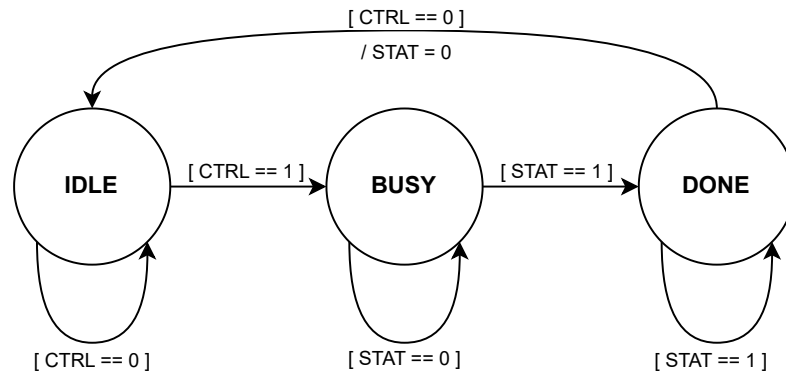 [ CTRL == 0 ]
/ STAT = 0
IDLE
[ CTRL == 1 ]
BUSY
[ STAT == 1 ]
DONE
[ CTRL == 0 ]
[ STAT == 0 ]
[ STAT == 1 ]